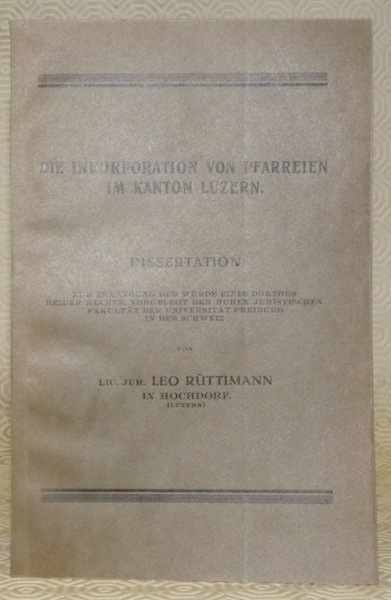 DIE INKORPORATION VON PFARREIEN
IM KANTON LUZERN.
DISSERTATION
ZUR ERLANGUNG DER WÜRDE EINES DOKTORS
BEIDER RECHTE VORGELEGT DER HOHEN JURISTISCHEN
FAKULTÄT DER UNIVERSITÄT FREIBURG
IN DER SCHWEIZ
VON
LIC. JUR. LEO RÜTTIMANN
IN HOCHDORF.
(LUZERN)